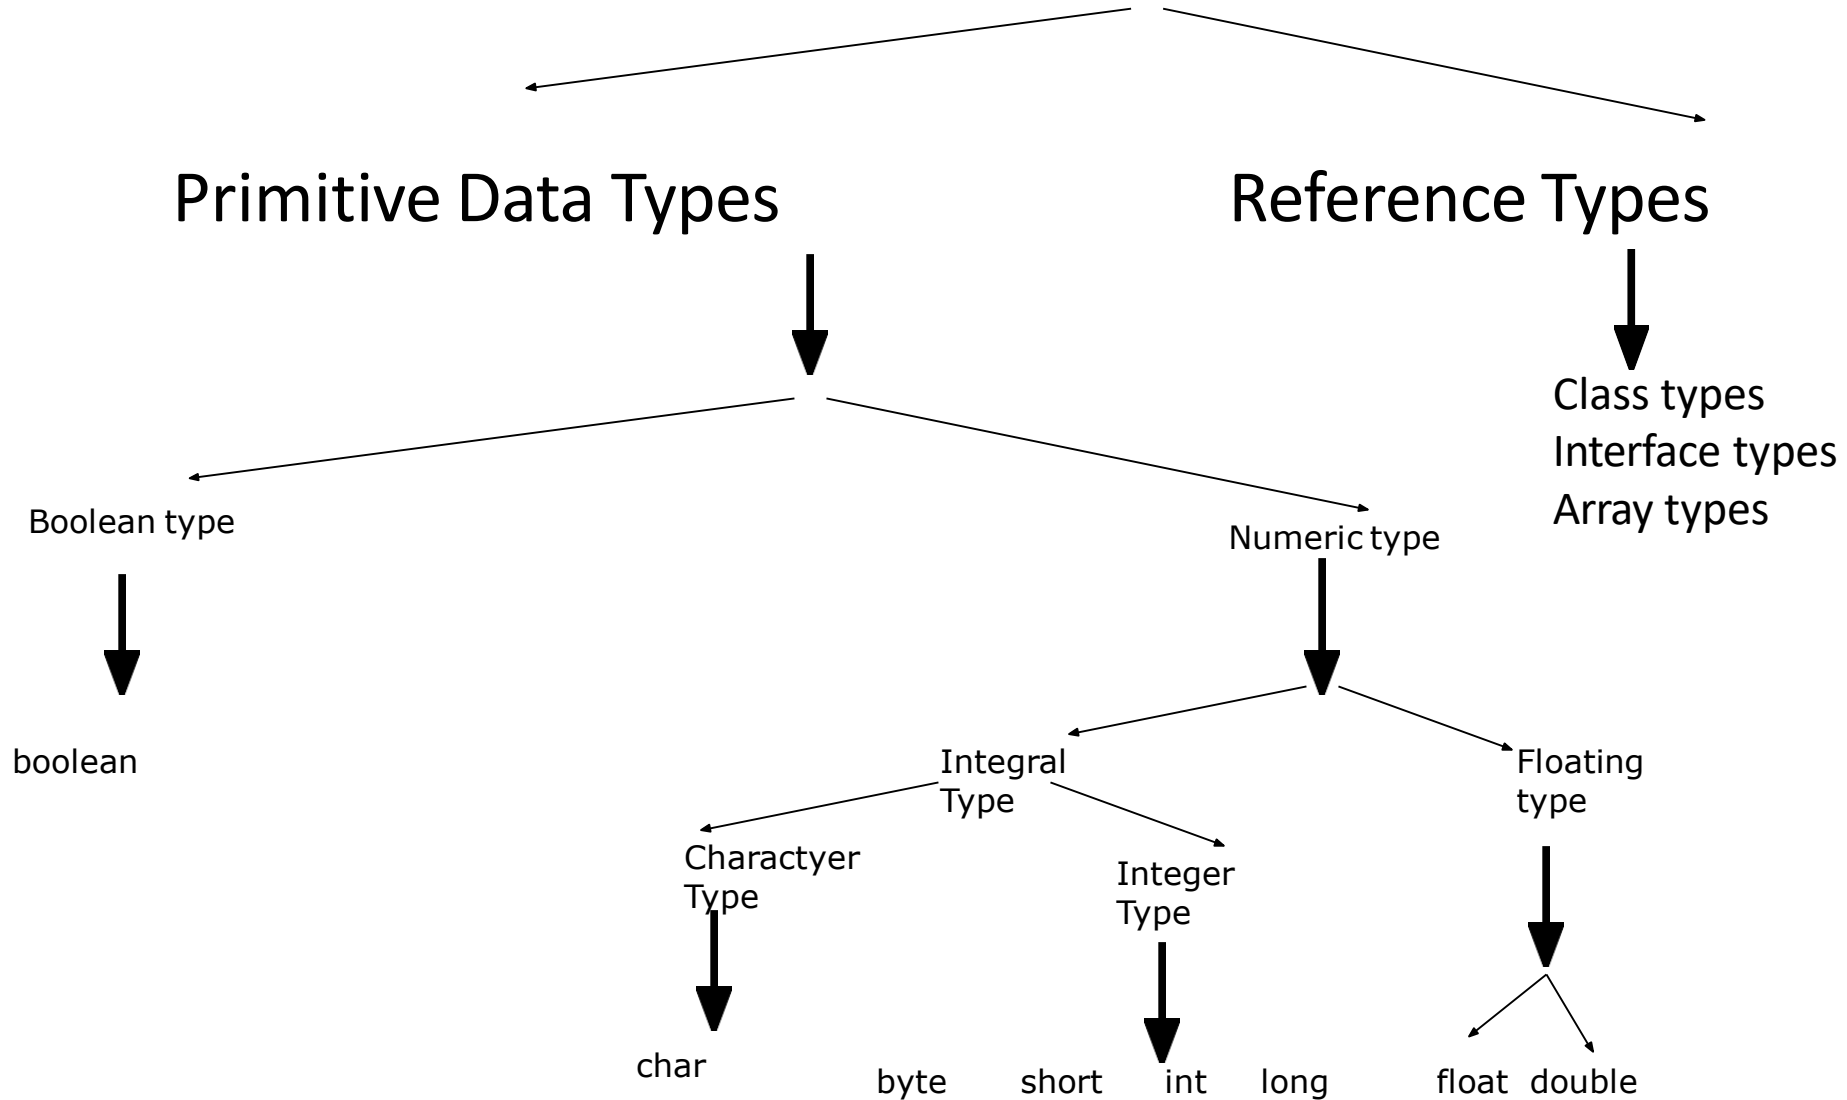 Primitive Data Types
Reference Types
Class types
Interface types
Array types
Boolean type
Numeric type
boolean
Integral
Type
Floating
type
Charactyer
Type
Integer
Type
char
byte short int long float double